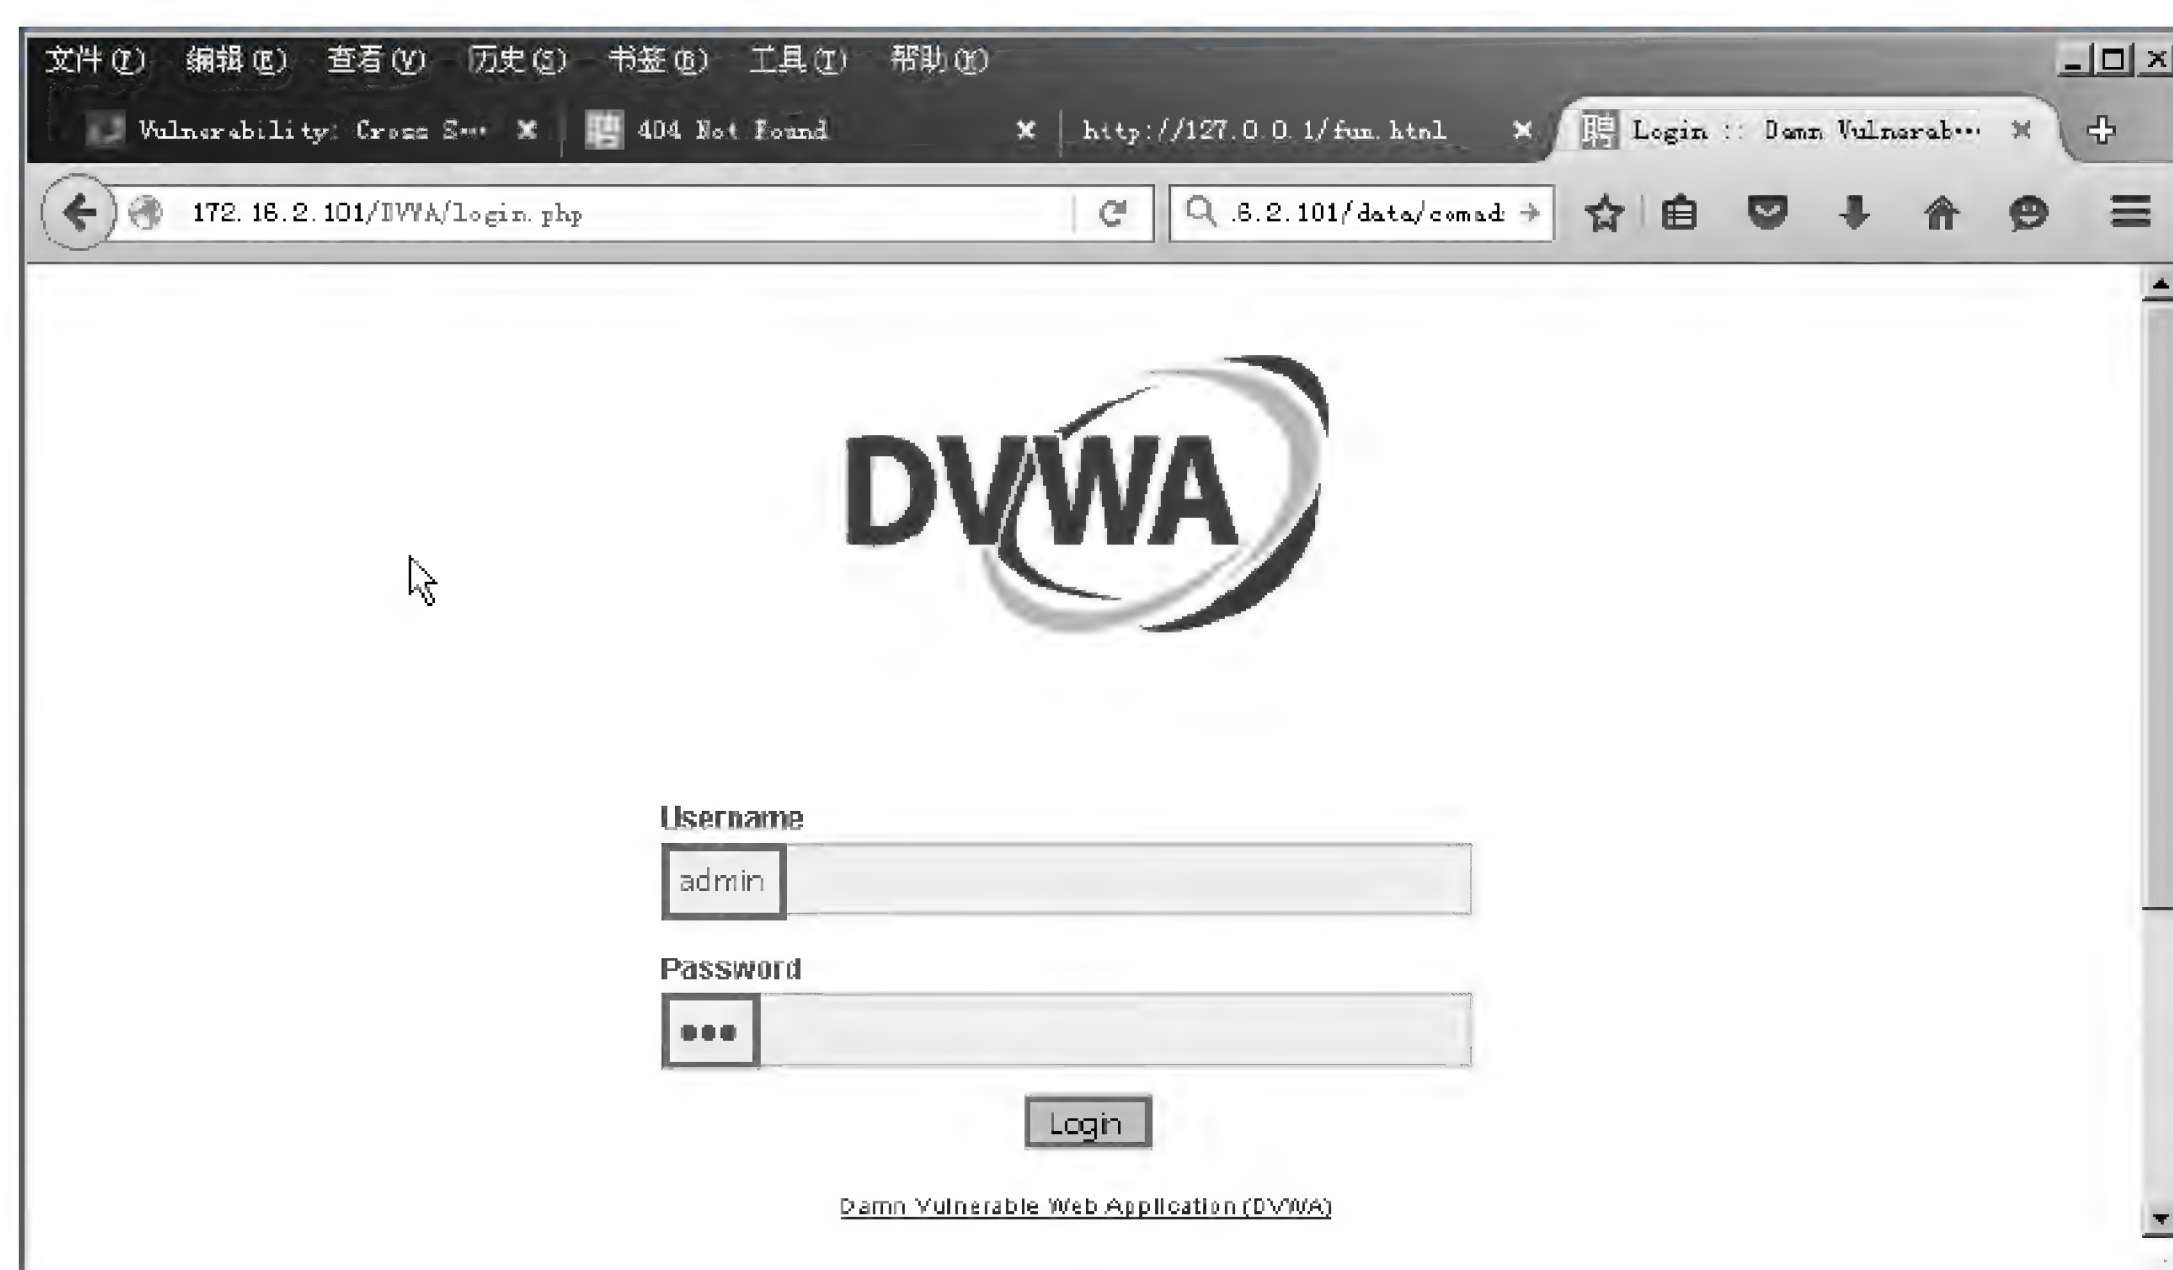 文件(F) 编辑(E) 查看(V) 历史(S) 书签(B) 工具(T) 帮助(H)
Vulnerability: Cross S... 404 Not Found http://127.0.0.1/fun.html 聘 Login :: Damn Vulnerab...
172.16.2.101/DVWA/login.php .6.2.101/data/comad
DVWA
Username
admin
Password
Login
Damn Vulnerable Web Application (DVWA)